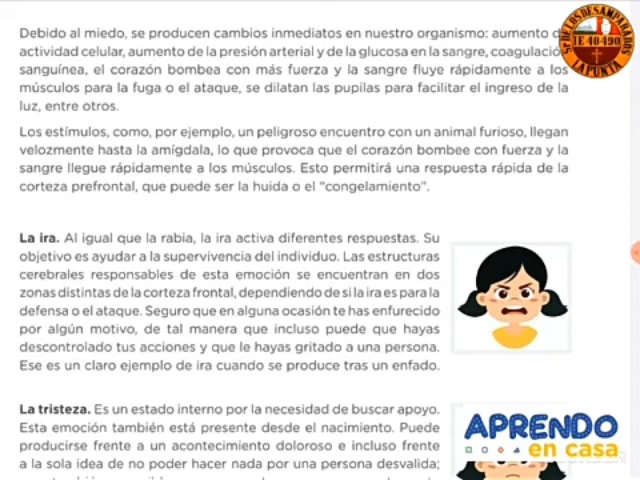 Debido al miedo, se producen cambios inmediatos en nuestro organismo: aumento d
actividad celular, aumento de la presión arterial y de la glucosa en la sangre, coagulació
sanguínea, el corazón bombea con más fuerza y la sangre fluye rápidamente a los
músculos para la fuga o el ataque, se dilatan las pupilas para facilitar el ingreso de la
luz, entre otros.
Los estímulos, como, por ejemplo, un peligroso encuentro con un animal furioso, llegan
velozmente hasta la amígdala, lo que provoca que el corazón bombee con fuerza y la
sangre llegue rápidamente a los músculos. Esto permitirá una respuesta rápida de la
corteza prefrontal, que puede ser la huida o el "congelamiento".
La ira. Al igual que la rabia, la ira activa diferentes respuestas. Su
objetivo es ayudar a la supervivencia del individuo. Las estructuras
cerebrales responsables de esta emoción se encuentran en dos
zonas distintas de la corteza frontal, dependiendo de si la ira es para la
defensa o el ataque. Seguro que en alguna ocasión te has enfurecido
por algún motivo, de tal manera que incluso puede que hayas
descontrolado tus acciones y que le hayas gritado a una persona.
Ese es un claro ejemplo de ira cuando se produce tras un enfado.
La tristeza. Es un estado interno por la necesidad de buscar apoyo.
Esta emoción también está presente desde el nacimiento. Puede
producirse frente a un acontecimiento doloroso e incluso frente
a la sola idea de no poder hacer nada por una persona desvalida;
Sr DE LOS DESAMPARADOS
IE 40490
LA PUNTA
APRENDO
en casa